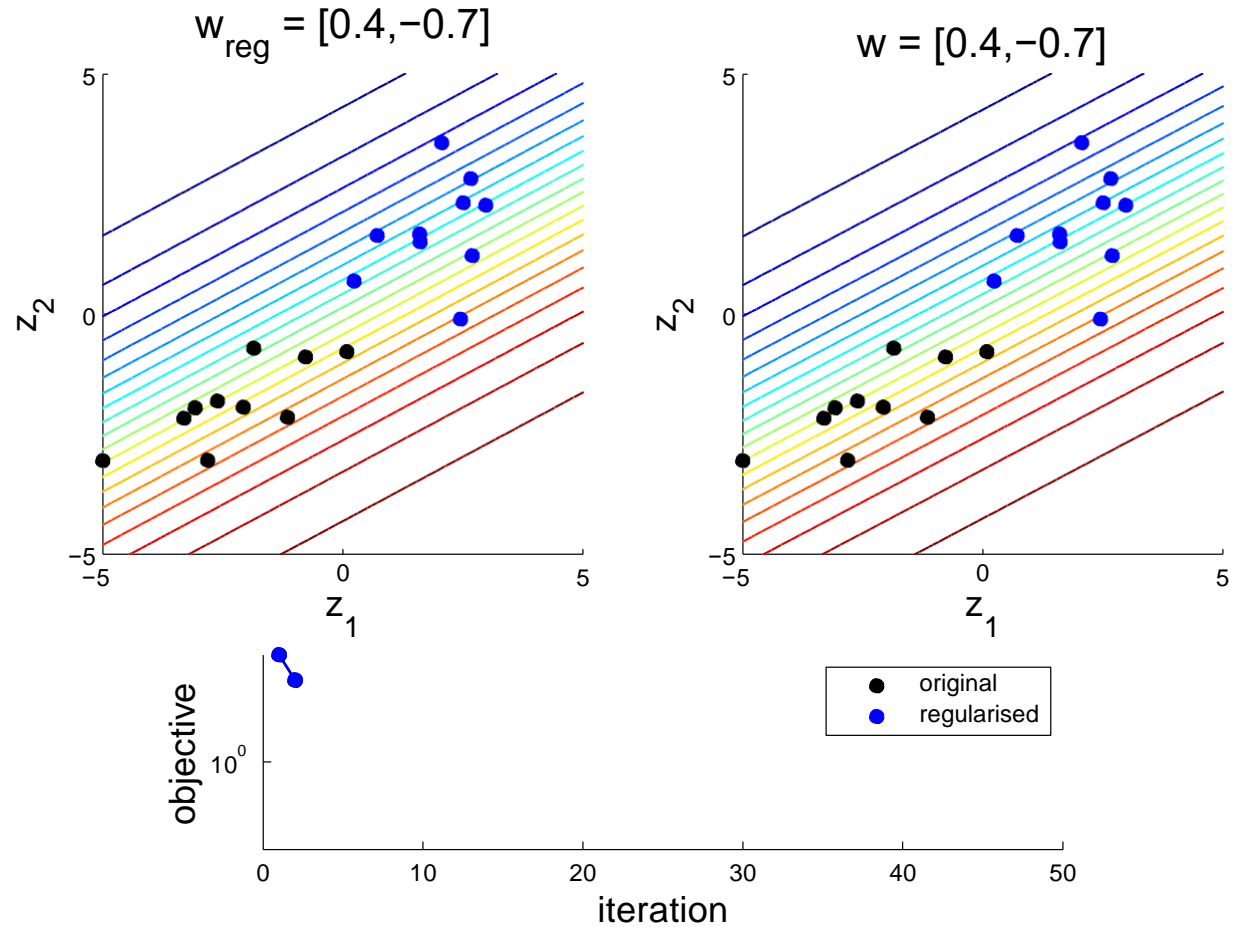 w_reg = [0.4,−0.7]
w = [0.4,−0.7]
5
0
−5
z_2
−5
0
5
z_1
5
0
−5
z_2
−5
0
5
z_1
objective
10^0
0
10
20
30
40
50
iteration
original
regularised